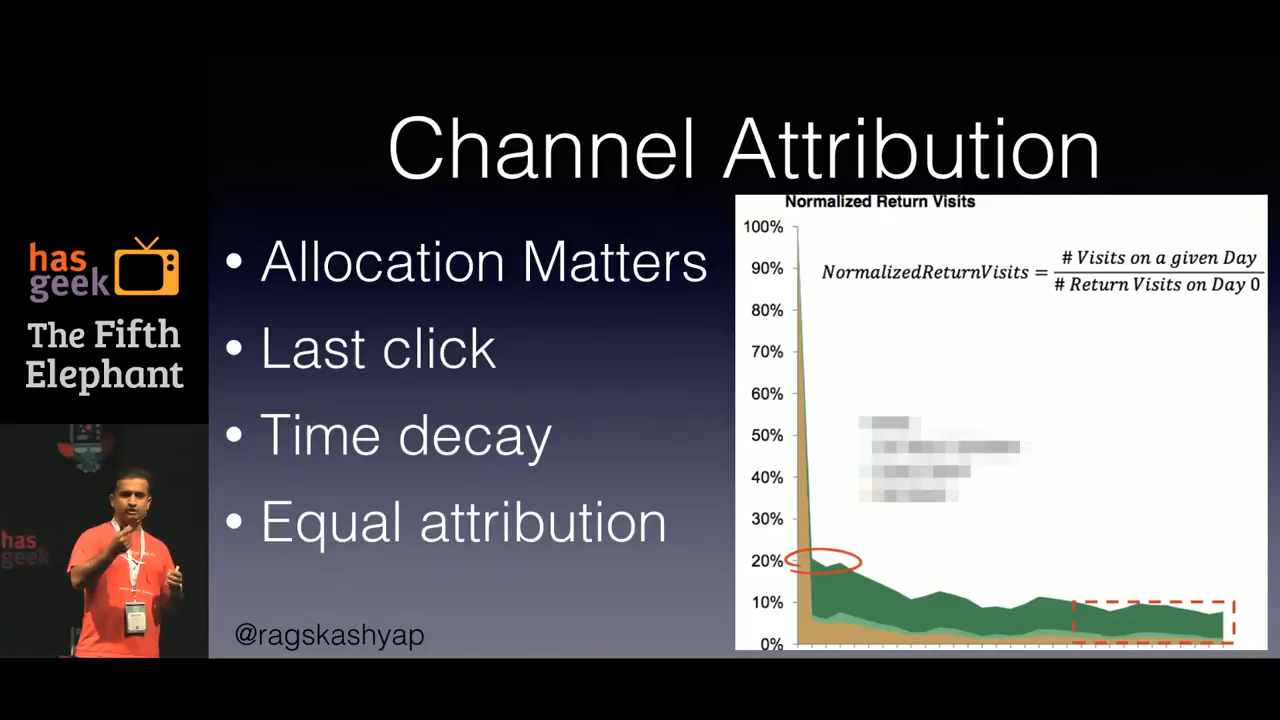 Channel Attribution
has
geek
The Fifth
Elephant
• Allocation Matters
• Last click
• Time decay
• Equal attribution
@ragskashyap
Normalized Return Visits
NormalizedReturnVisits = # Visits on a given Day
# Return Visits on Day 0
100%
90%
80%
70%
60%
50%
40%
30%
20%
10%
0%
has
geek